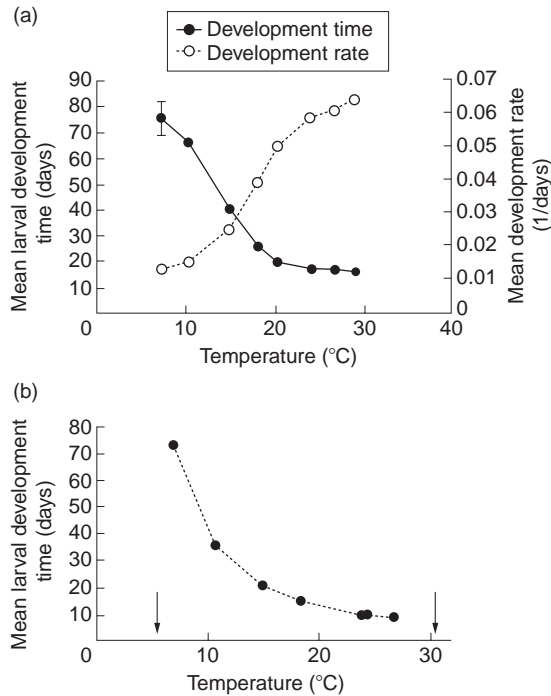 (a)
Development time
Development rate
Mean larval development
time (days)
90
80
70
60
50
40
30
20
10
0
10
20
30
40
0.07
0.06
0.05
0.04
0.03
0.02
0.01
0
Mean development rate
(1/days)
Temperature (°C)
(b)
Mean larval development
time (days)
80
70
60
50
40
30
20
10
0
10
20
30
Temperature (°C)